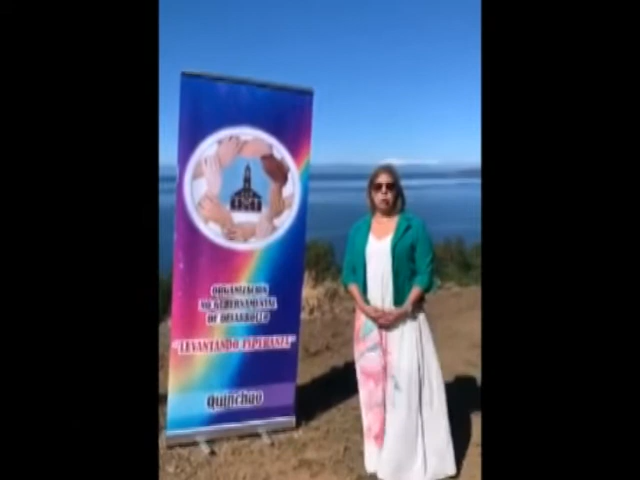 ORGANIZACION
NO GUBERNAMENTAL
DE DESARROLLO
"LEVANTANDO ESPERANZA"
Quinchao